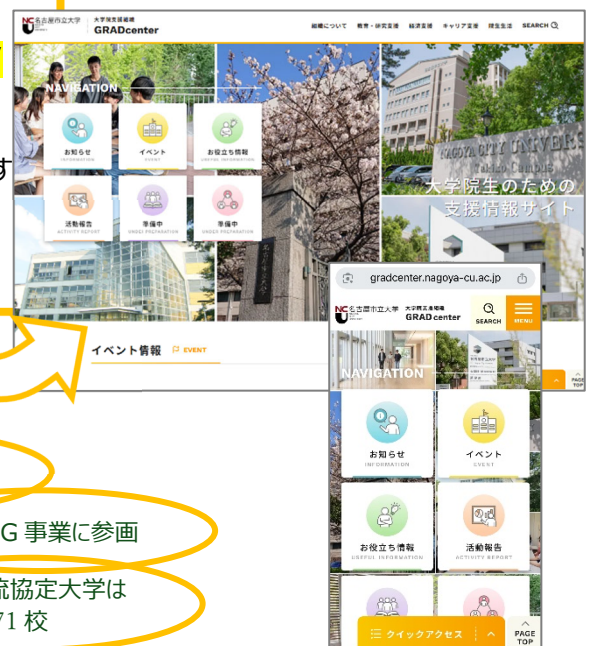 NCU 名古屋市立大学 大学院支援組織 GRADcenter
組織について 教育・研究支援 経済支援 キャリア支援 院生生活 SEARCH
NAVIGATION
お知らせ
INFORMATION
イベント
EVENT
お役立ち情報
USEFUL INFORMATION
活動報告
ACTIVITY REPORT
準備中
UNDER PREPARATION
準備中
UNDER PREPARATION
NAGOYA CITY UNIVER
大学院生のための
支援情報サイト
す
イベント情報 EVENT
PAGE
TOP
gradcenter.nagoya-cu.ac.jp
NCU 名古屋市立大学 大学院支援組織 GRADcenter SEARCH MENU
NAVIGATION
お知らせ
INFORMATION
イベント
EVENT
お役立ち情報
USEFUL INFORMATION
活動報告
ACTIVITY REPORT
クイックアクセス
PAGE
TOP
G 事業に参画
流協定大学は
71 校